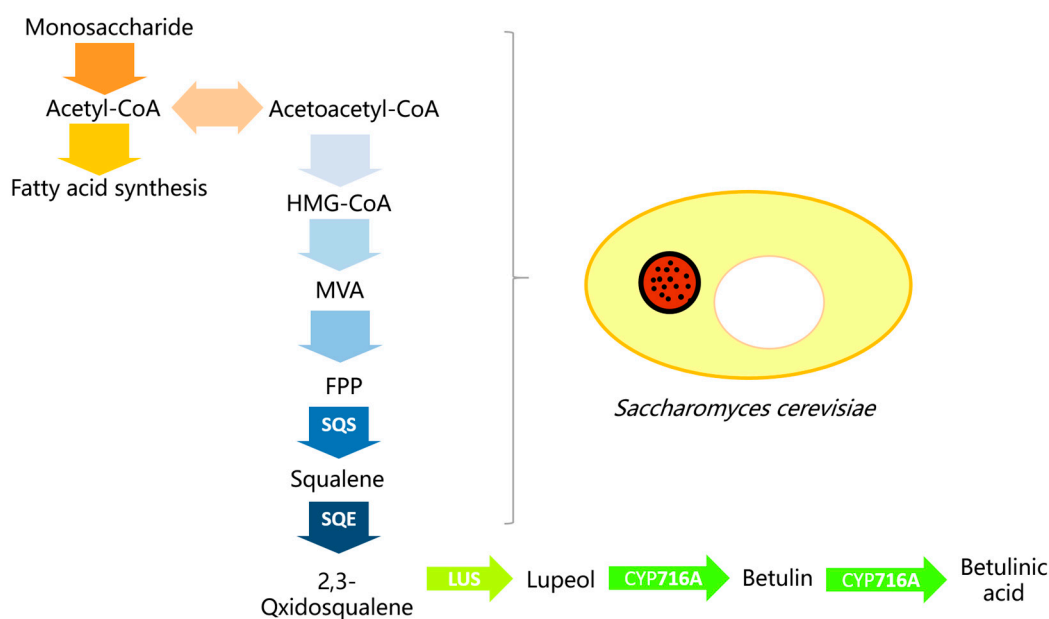 Monosaccharide
Acetyl-CoA
Acetoacetyl-CoA
Fatty acid synthesis
HMG-CoA
MVA
FPP
SQS
Squalene
SQE
2,3-
Qxidosqualene
LUS
Lupeol
CYP716A
Betulin
CYP716A
Betulinic
acid
Saccharomyces cerevisiae